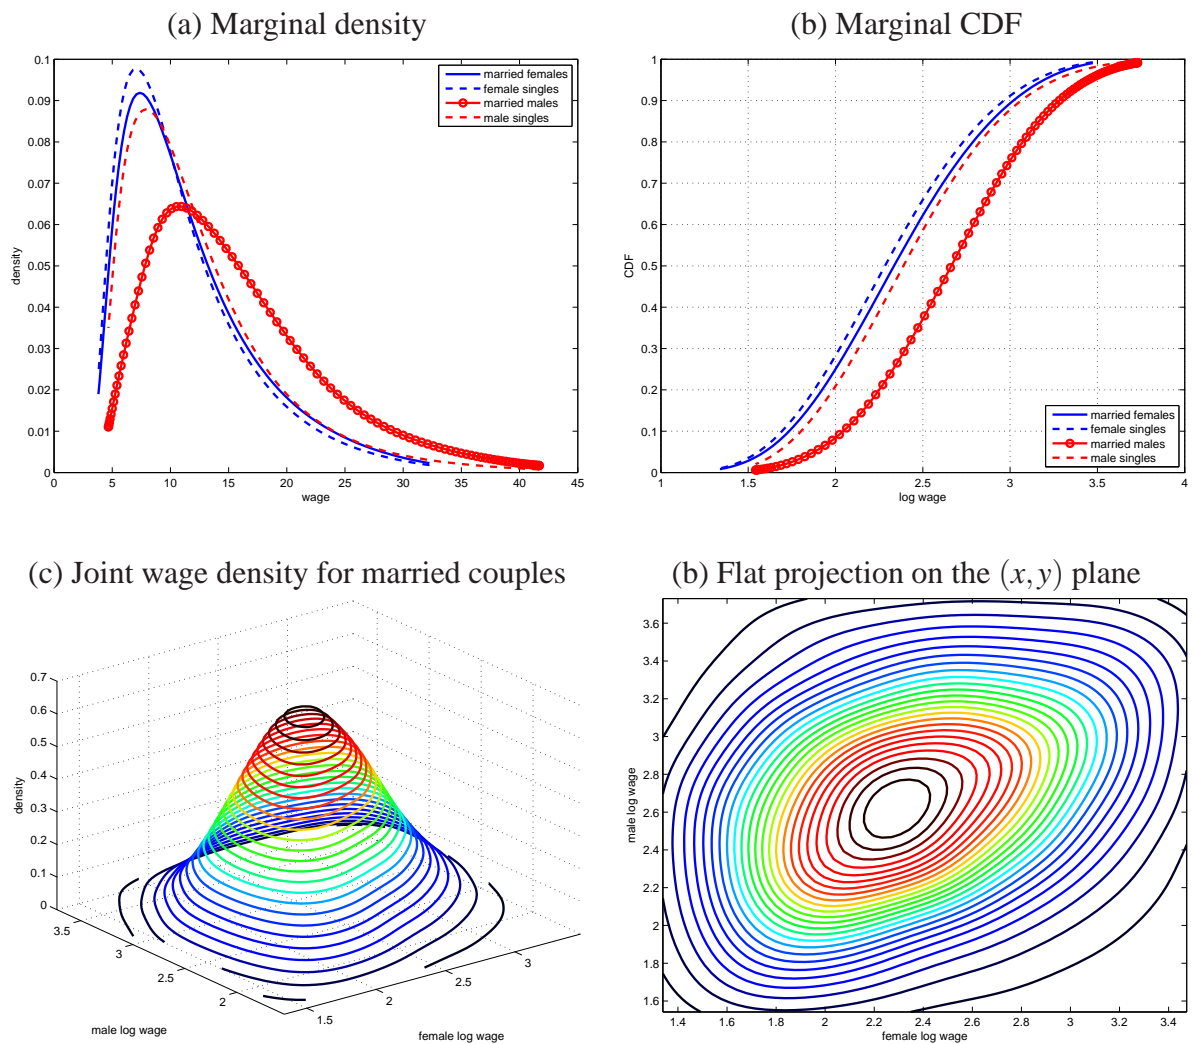 (a) Marginal density
(b) Marginal CDF
0.1
0.09
0.08
0.07
0.06
0.05
0.04
0.03
0.02
0.01
0
density
0 5 10 15 20 25 30 35 40 45
wage
married females
female singles
married males
male singles
1
0.9
0.8
0.7
0.6
0.5
0.4
0.3
0.2
0.1
0
CDF
1 1.5 2 2.5 3 3.5 4
log wage
married females
female singles
married males
male singles
(c) Joint wage density for married couples
(b) Flat projection on the (x,y) plane
0.7
0.6
0.5
0.4
0.3
0.2
0.1
0
density
3.5
3
2.5
2
male log wage
1.5
2
2.5
3
female log wage
3.6
3.4
3.2
3
2.8
2.6
2.4
2.2
2
1.8
1.6
male log wage
1.4 1.6 1.8 2 2.2 2.4 2.6 2.8 3 3.2 3.4
female log wage